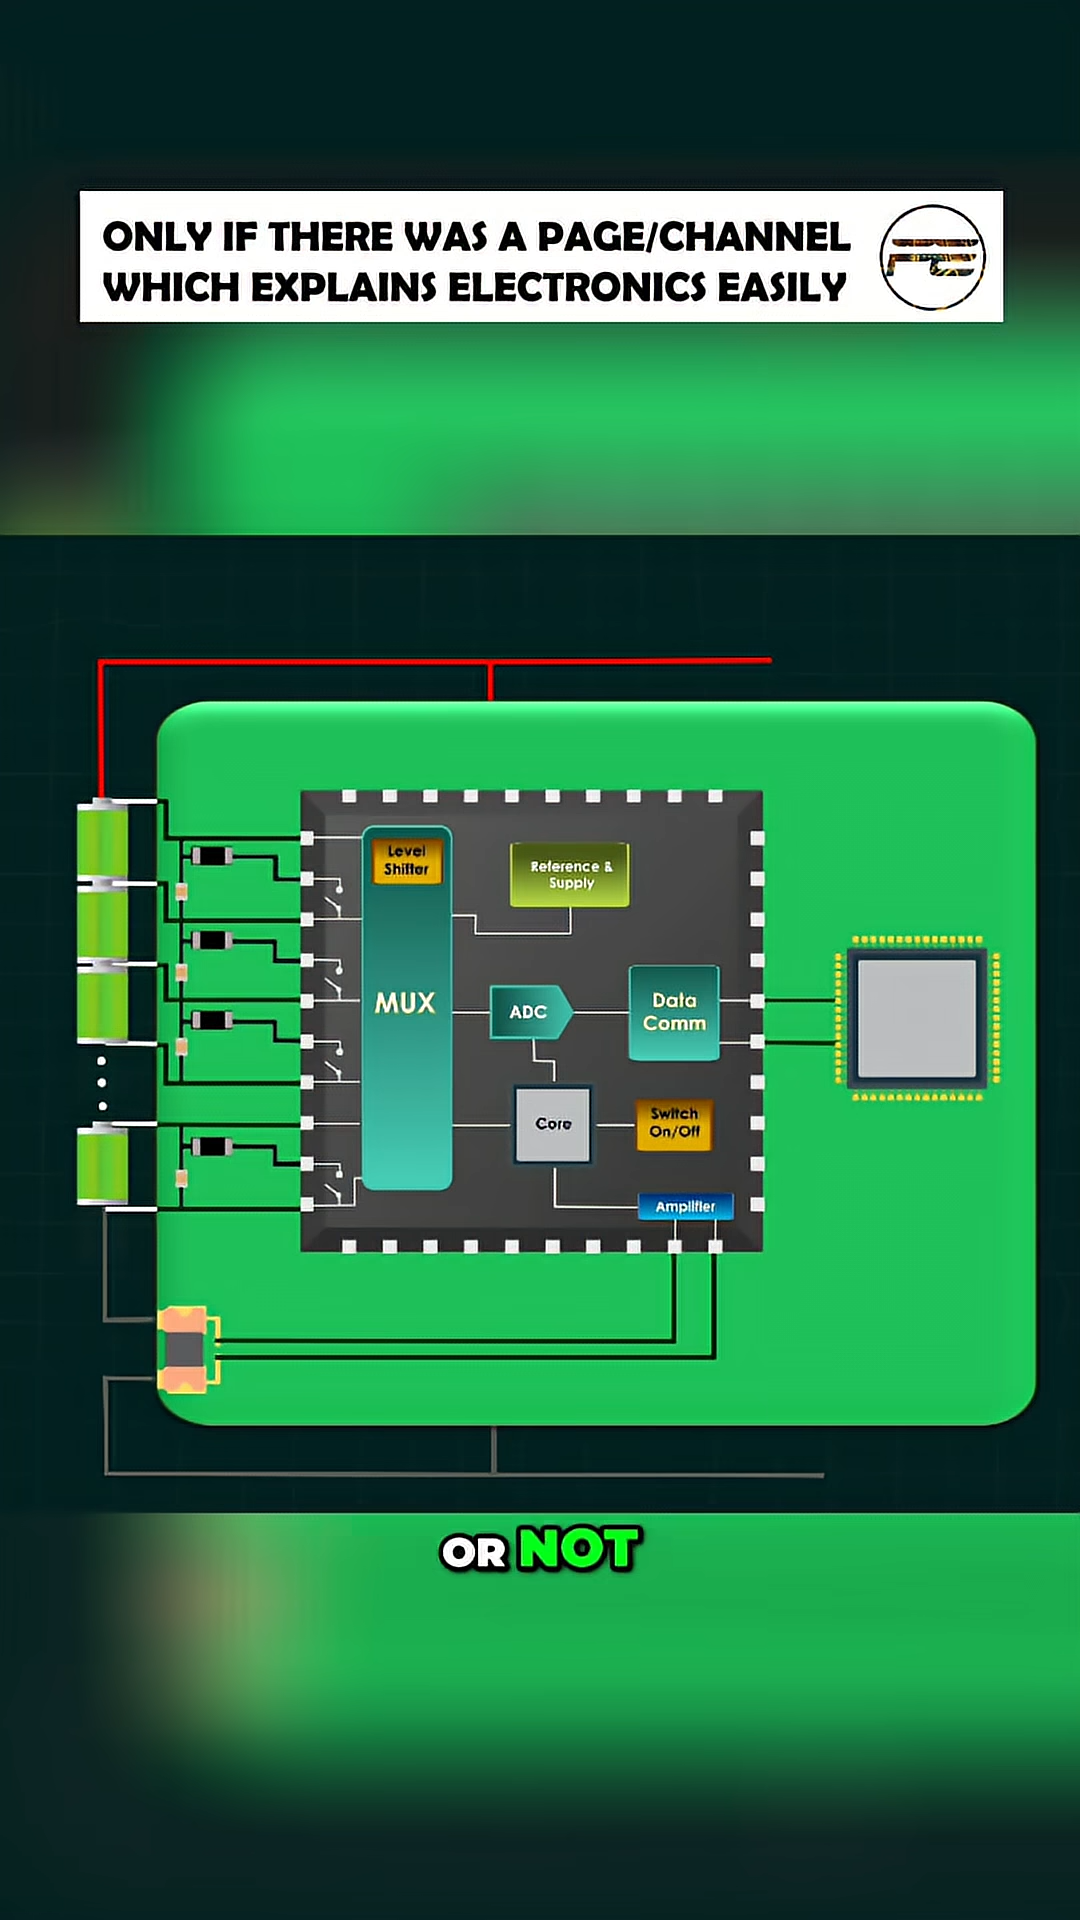 ONLY IF THERE WAS A PAGE/CHANNEL
WHICH EXPLAINS ELECTRONICS EASILY
Level
Shifter
Reference &
Supply
MUX
ADC
Data
Comm
Core
Switch
On/Off
Amplifier
OR NOT